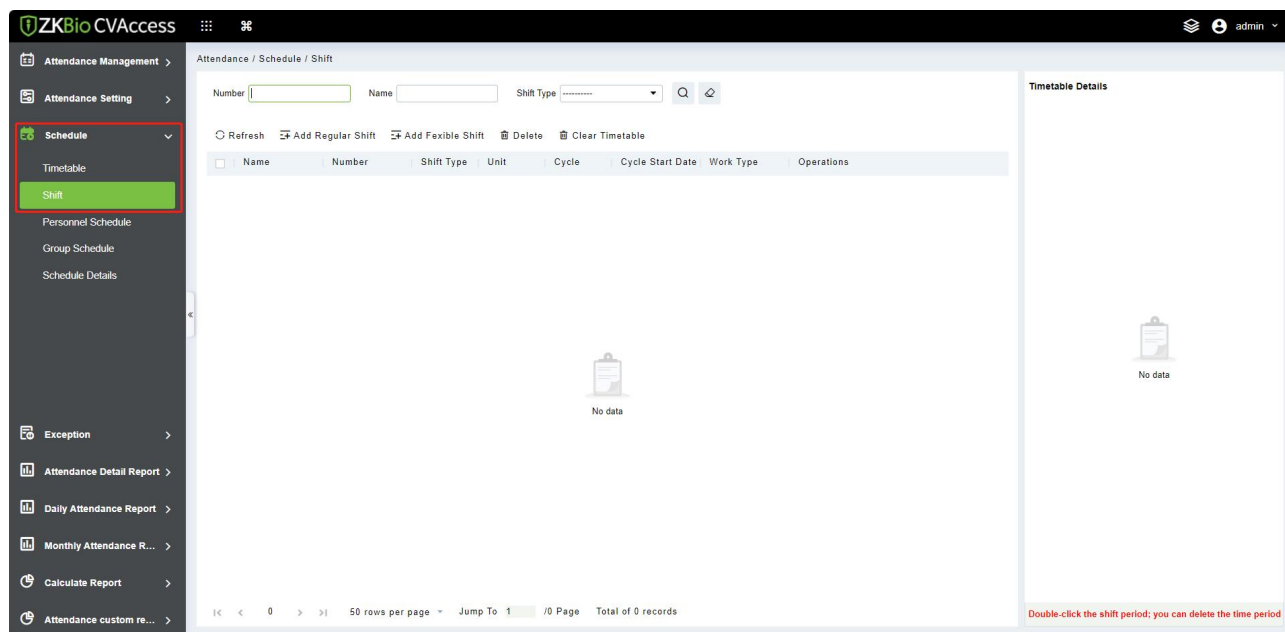 ZKBio CVAccess
admin
Attendance Management
Attendance Setting
Schedule
Timetable
Shift
Personnel Schedule
Group Schedule
Schedule Details
Exception
Attendance Detail Report
Daily Attendance Report
Monthly Attendance R...
Calculate Report
Attendance custom re...
Attendance / Schedule / Shift
Number Name Shift Type ----------
Refresh Add Regular Shift Add Fexible Shift Delete Clear Timetable
Name Number Shift Type Unit Cycle Cycle Start Date Work Type Operations
No data
|< < 0 > >| 50 rows per page Jump To 1 /0 Page Total of 0 records
Timetable Details
No data
Double-click the shift period; you can delete the time period